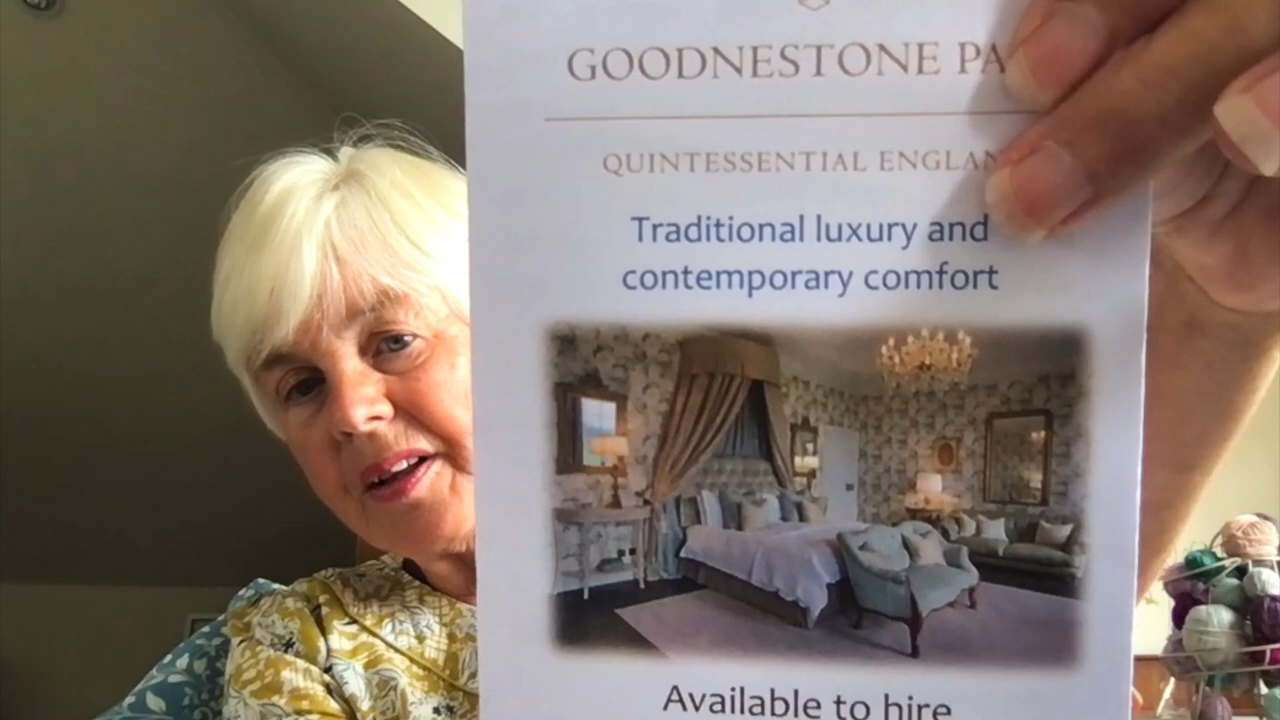 GOODNESTONE PA
QUINTESSENTIAL ENGLAN
Traditional luxury and
contemporary comfort
Available to hire